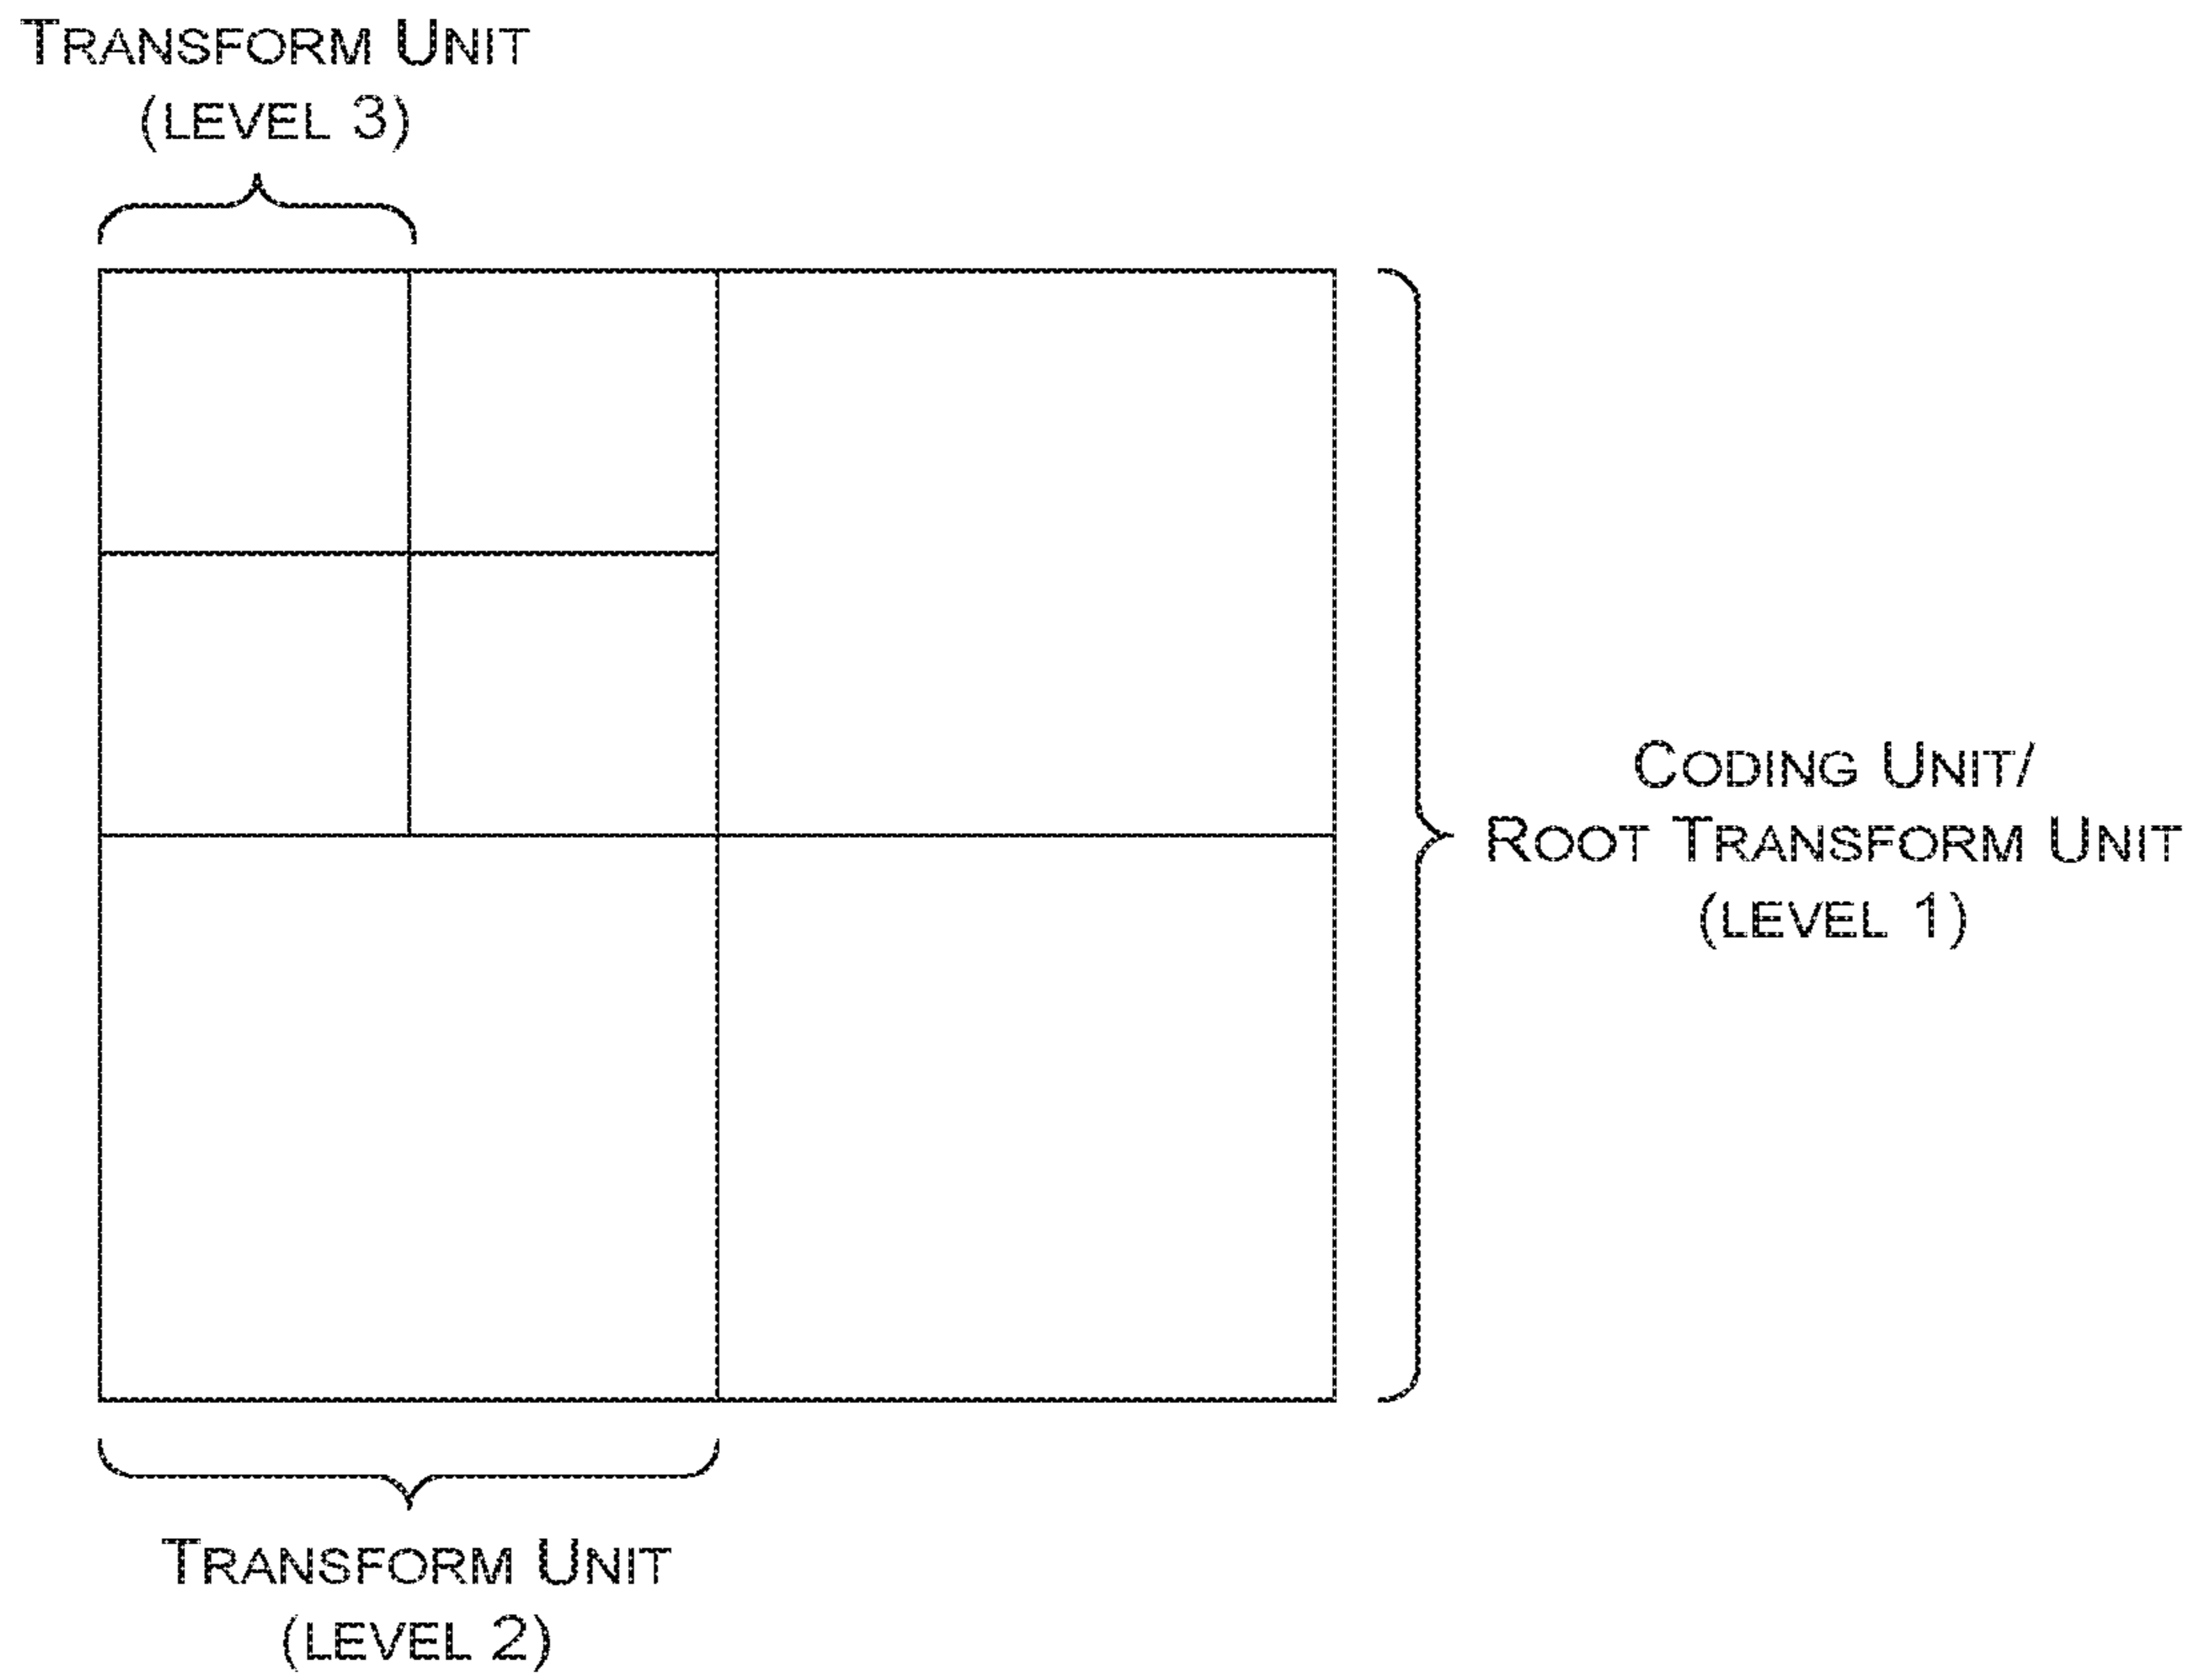 TRANSFORM UNIT
(LEVEL 3)
CODING UNIT/
ROOT TRANSFORM UNIT
(LEVEL 1)
TRANSFORM UNIT
(LEVEL 2)